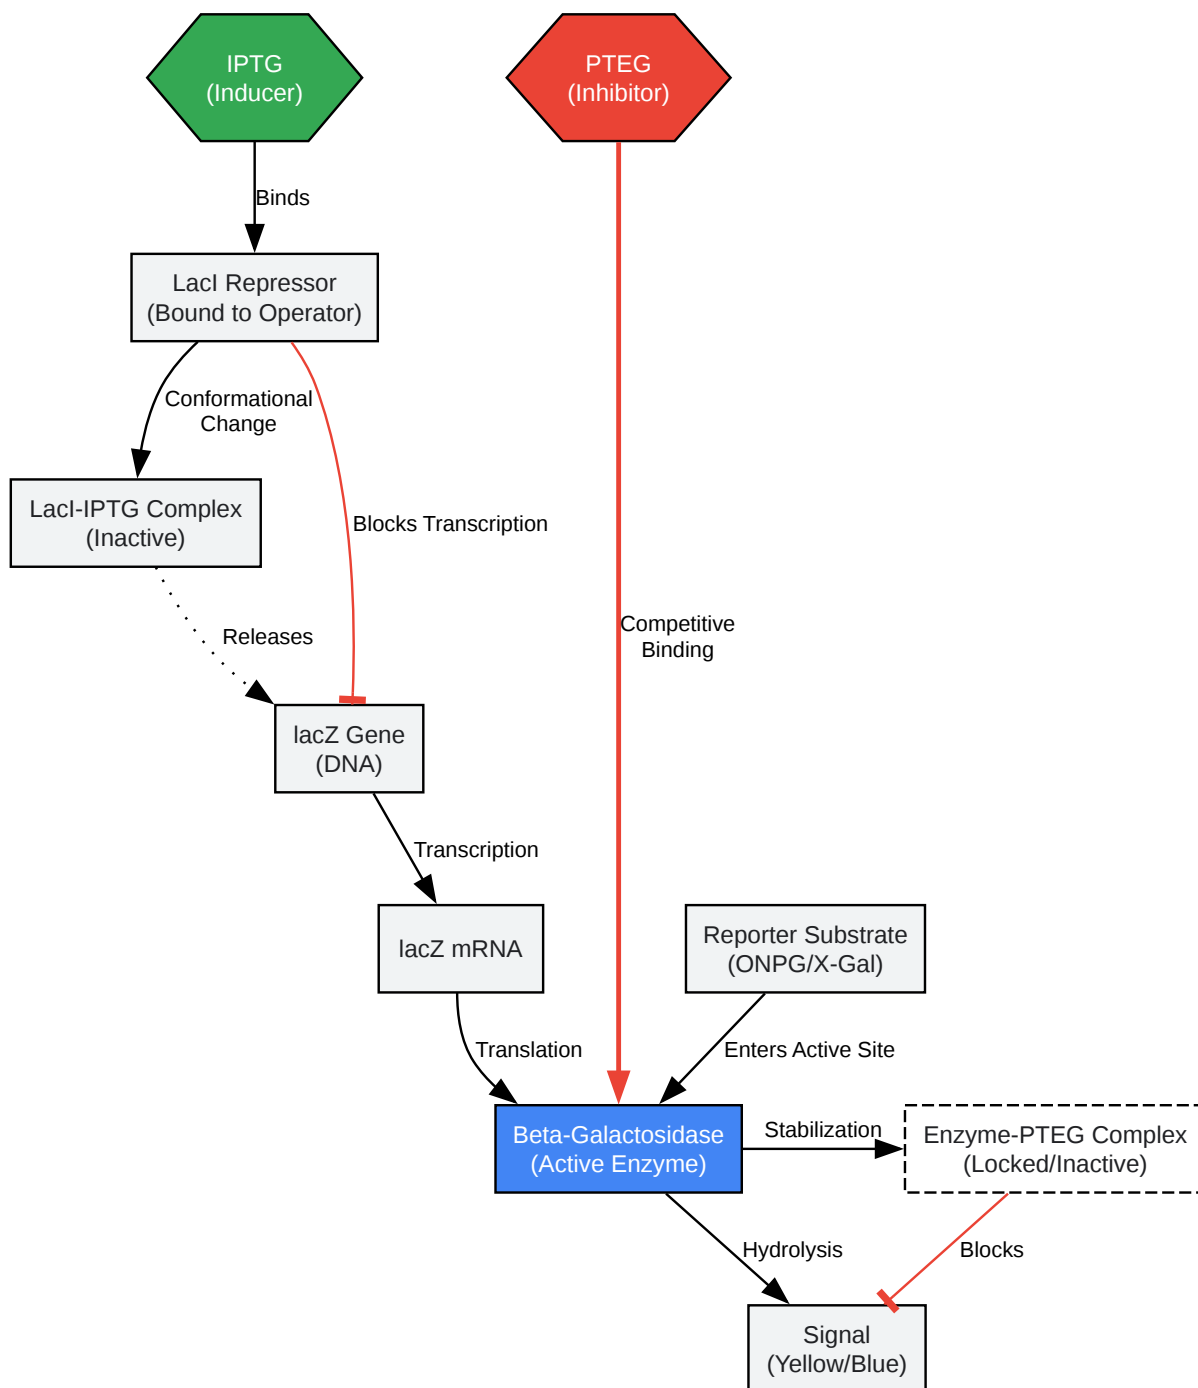 IPTG
(Inducer)
PTEG
(Inhibitor)
Binds
LacI Repressor
(Bound to Operator)
Conformational
Change
LacI-IPTG Complex
(Inactive)
Blocks Transcription
Releases
Competitive
Binding
lacZ Gene
(DNA)
Transcription
lacZ mRNA
Reporter Substrate
(ONPG/X-Gal)
Translation
Enters Active Site
Beta-Galactosidase
(Active Enzyme)
Stabilization
Enzyme-PTEG Complex
(Locked/Inactive)
Hydrolysis
Blocks
Signal
(Yellow/Blue)